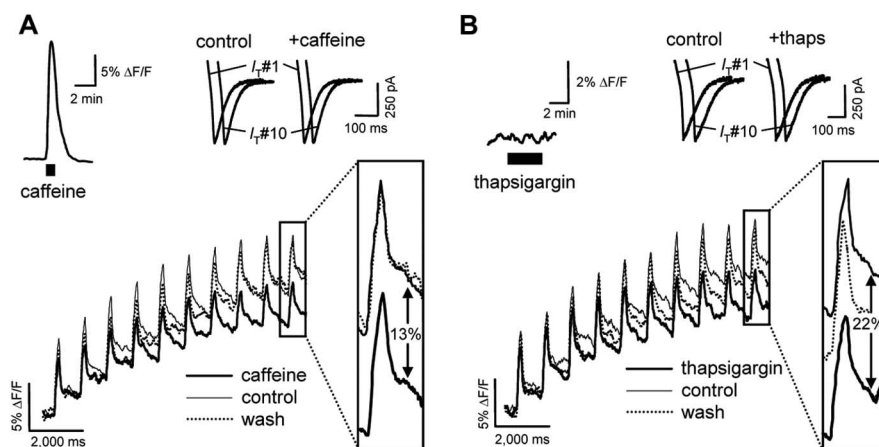 A
5% ΔF/F
2 min
caffeine
control
+caffeine
I_T#1
I_T#10
250 pA
100 ms
13%
caffeine
control
wash
5% ΔF/F
2,000 ms
B
2% ΔF/F
2 min
thapsigargin
control
+thaps
I_T#1
I_T#10
250 pA
100 ms
22%
thapsigargin
control
wash
5% ΔF/F
2,000 ms